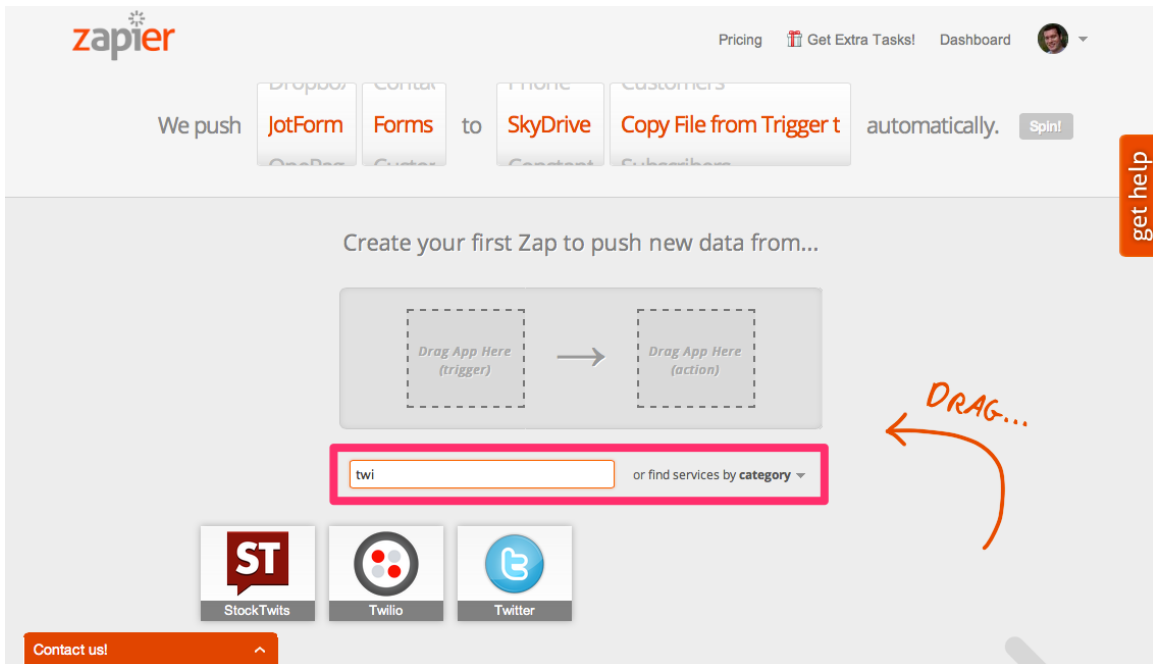 zapier
Pricing Get Extra Tasks! Dashboard
We push JotForm Forms to SkyDrive Copy File from Trigger t automatically. Spin!
get help
Create your first Zap to push new data from...
Drag App Here
(trigger)
Drag App Here
(action)
DRAG...
twi
or find services by category
ST
StockTwits
Twilio
Twitter
Contact us!